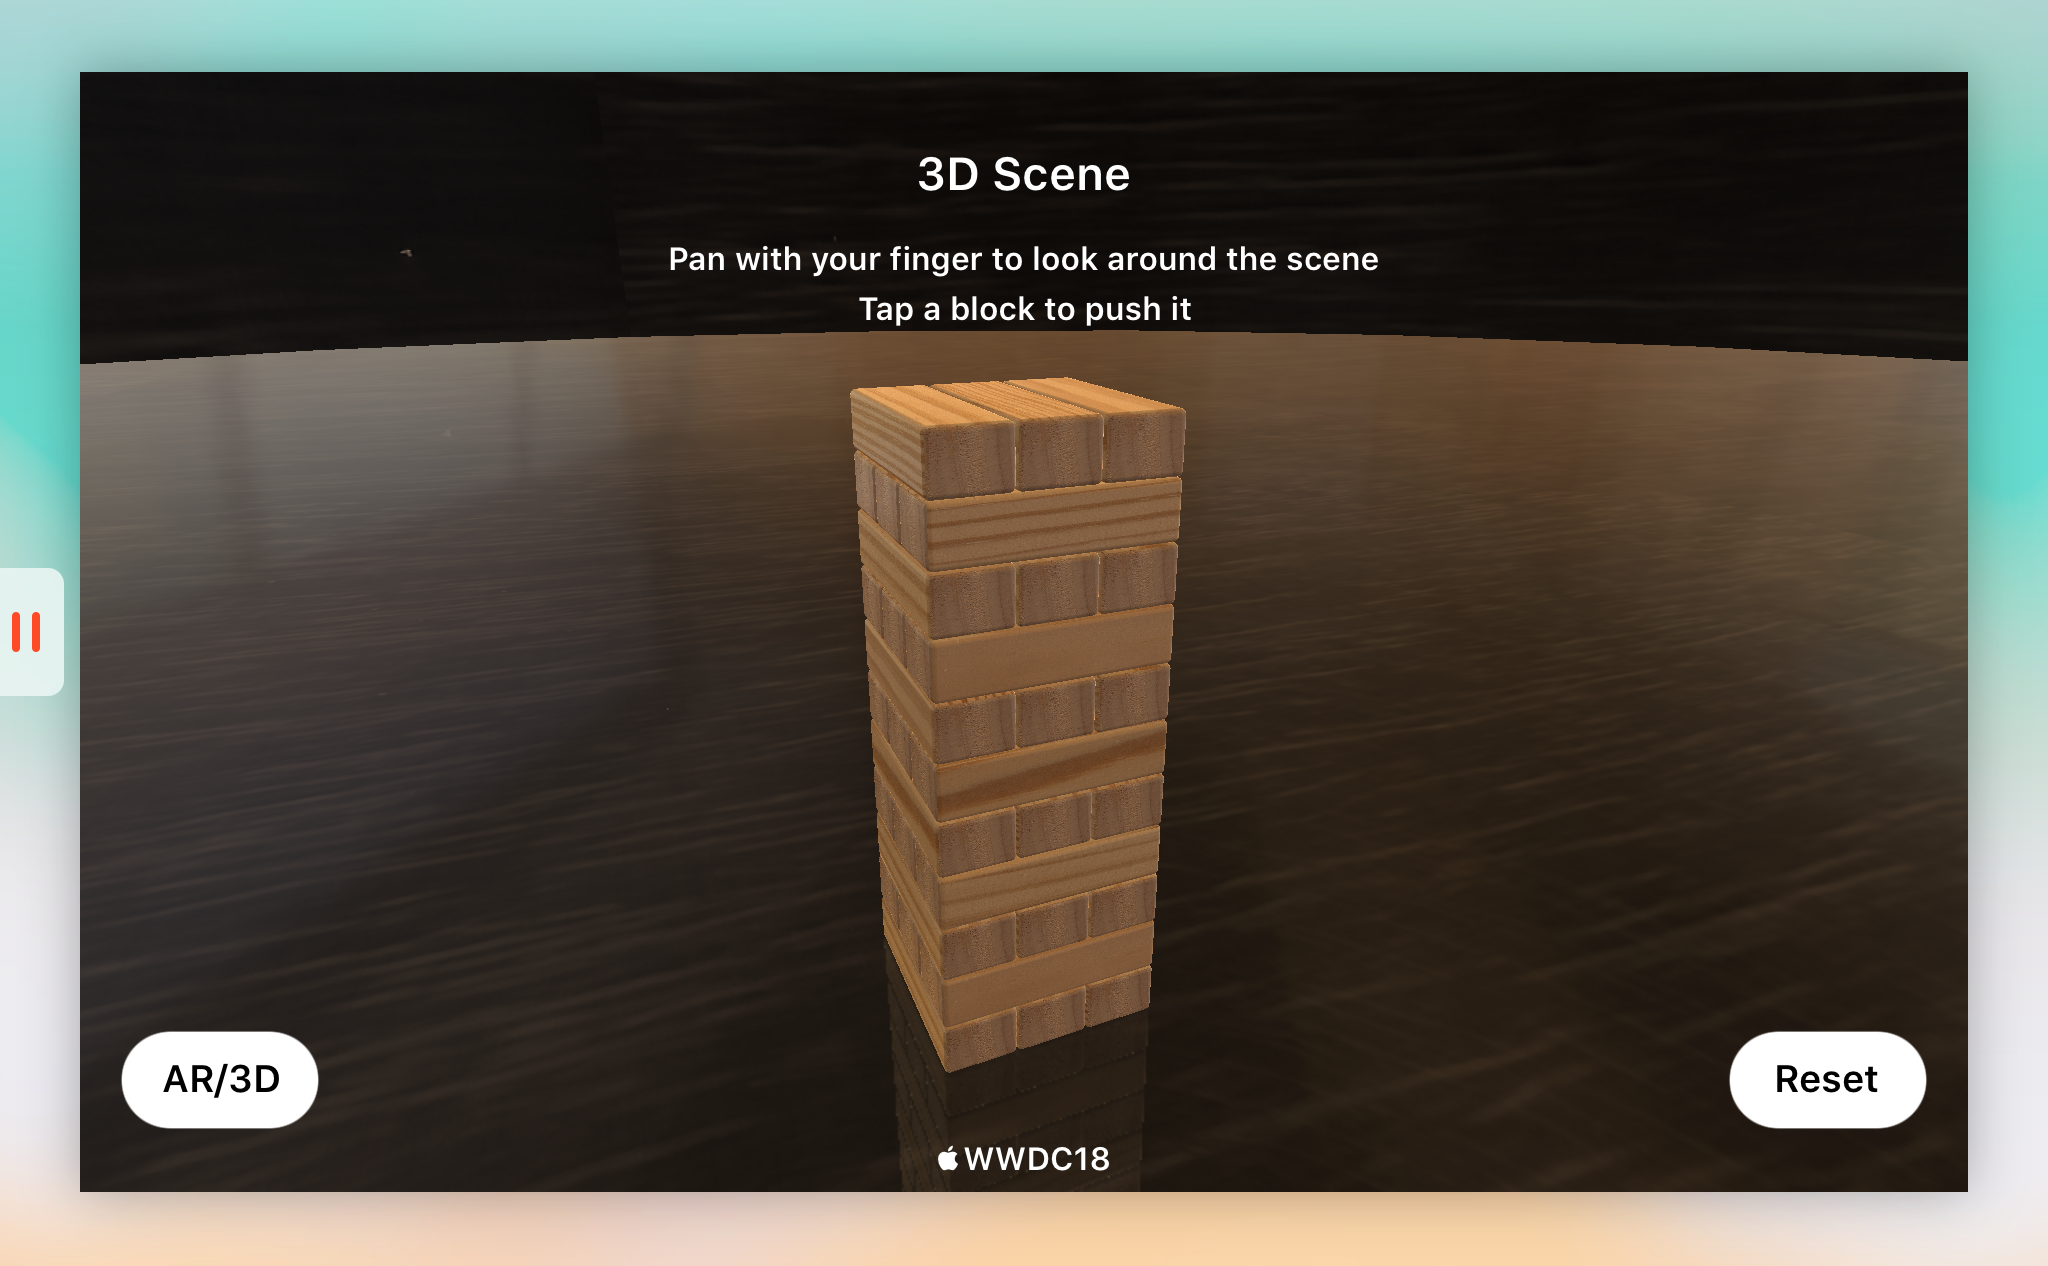 3D Scene
Pan with your finger to look around the scene
Tap a block to push it
AR/3D
Reset
WWDC18